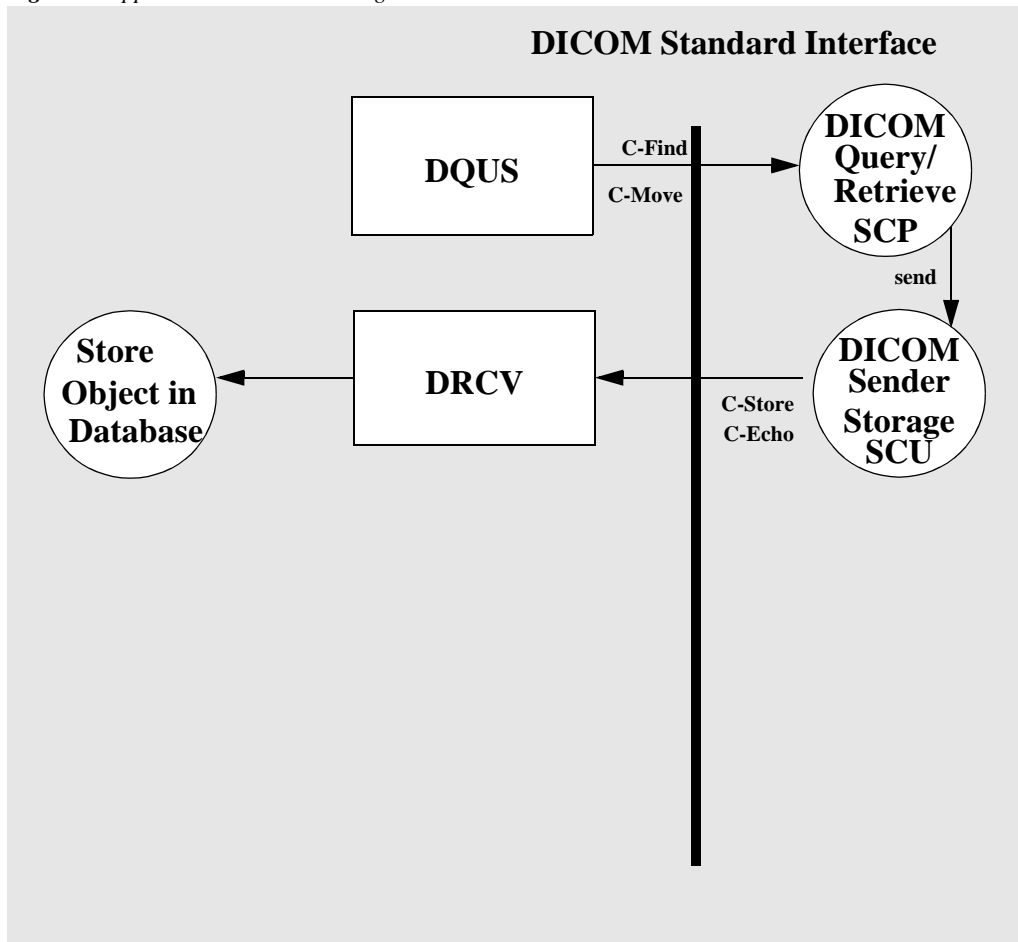 DICOM Standard Interface
DQUS
C-Find
C-Move
DICOM
Query/
Retrieve
SCP
send
Store
Object in
Database
DRCV
C-Store
C-Echo
DICOM
Sender
Storage
SCU